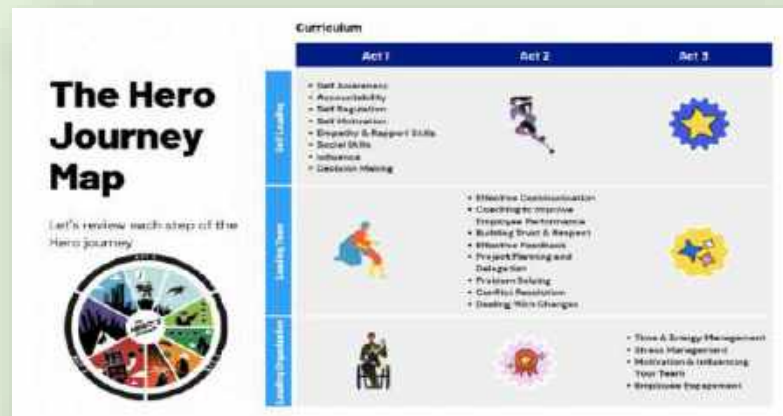 Curriculum
Act 1
Act 2
Act 3
The Hero
Journey
Map
Let's review each step of the
Hero journey
Self Leading
• Self Awareness
• Accountability
• Self Regulation
• Self Motivation
• Empathy & Rapport Skills
• Social Skills
• Influence
• Decision Making
Leading Team
• Effective Communication
• Coaching to Improve
Employee Performance
• Building Trust & Respect
• Effective Feedback
• Project Planning and
Delegation
• Problem Solving
• Conflict Resolution
• Dealing With Changes
Leading Organization
• Time & Energy Management
• Stress Management
• Motivation & Influencing
Your Team
• Employee Engagement